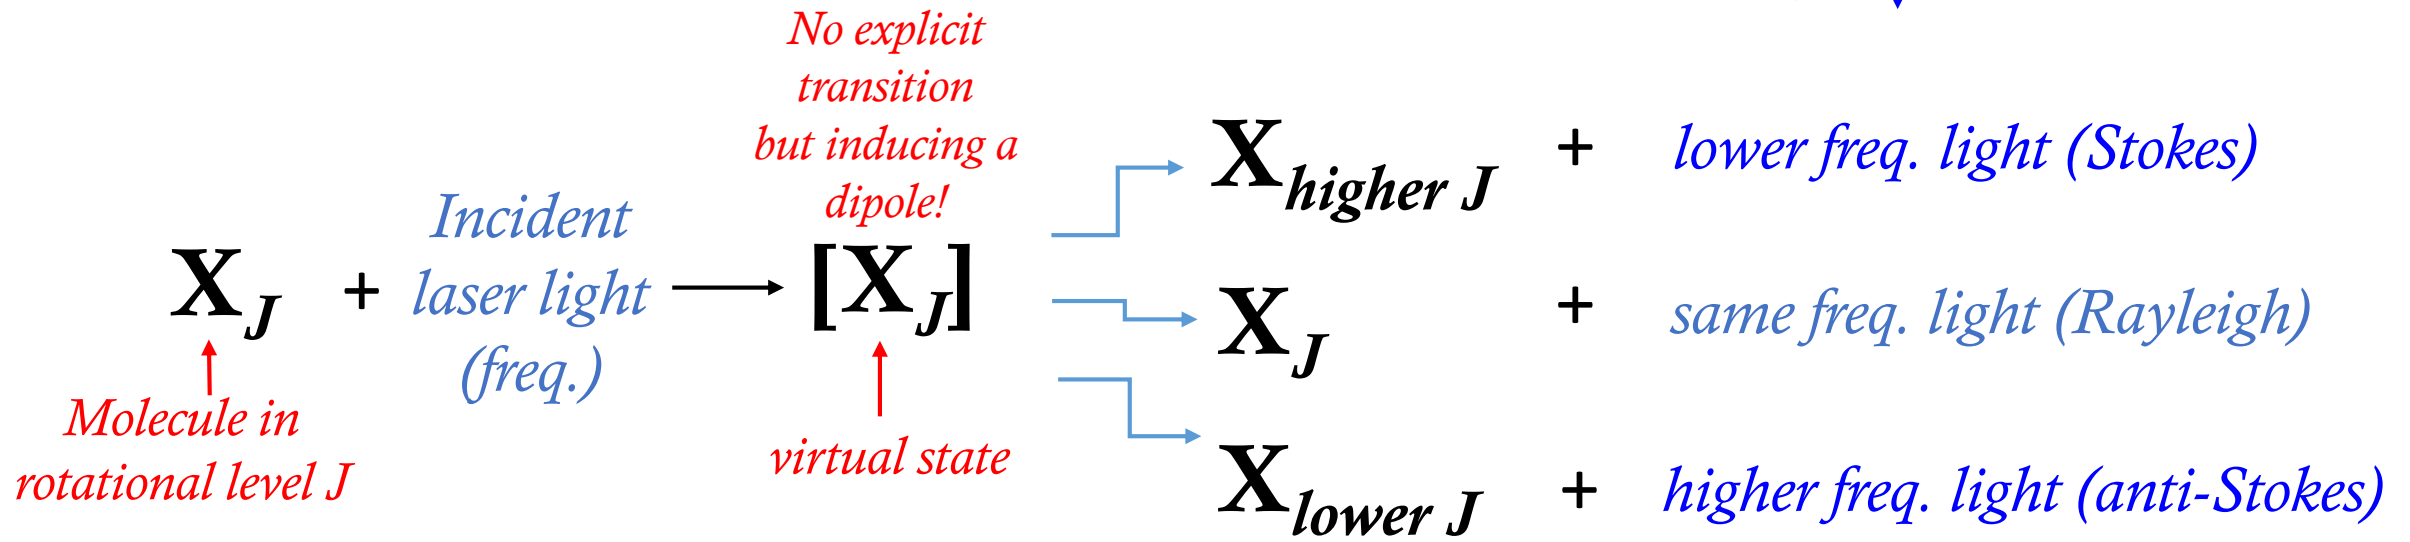 No explicit
transition
but inducing a
dipole!
X_J + Incident laser light (freq.) [X_J]
Molecule in
rotational level J
virtual state
X_higher J + lower freq. light (Stokes)
X_J + same freq. light (Rayleigh)
X_lower J + higher freq. light (anti-Stokes)